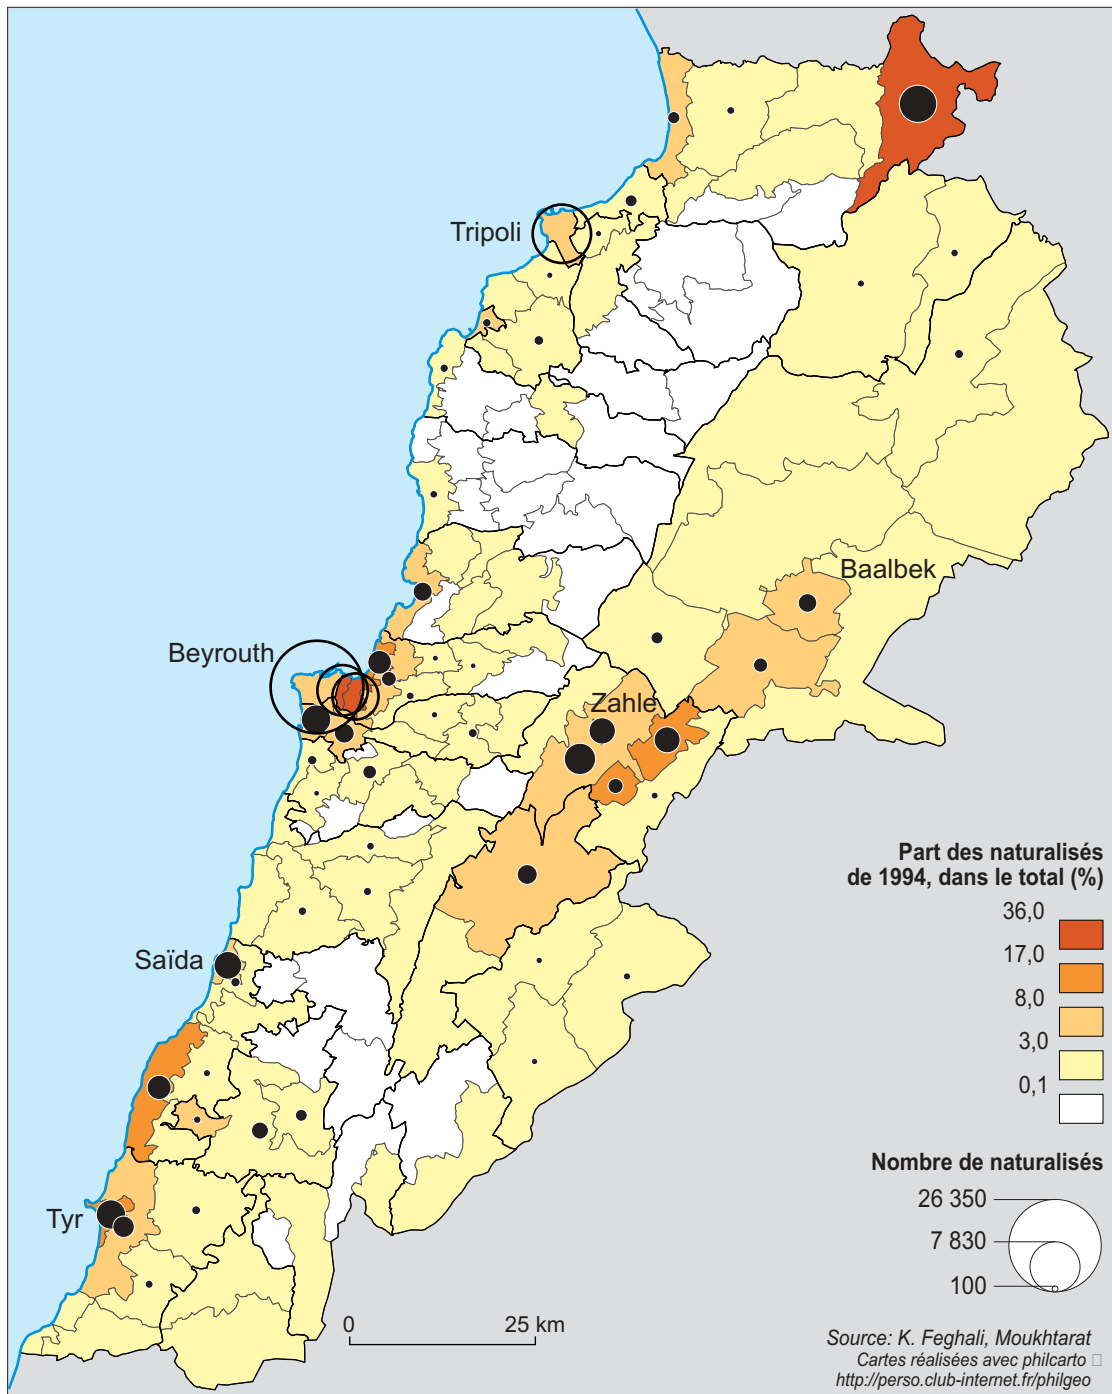 Tripoli
Baalbek
Beyrouth
Zahle
Saïda
Tyr
Part des naturalisés
de 1994, dans le total (%)
36,0
17,0
8,0
3,0
0,1
Nombre de naturalisés
26 350
7 830
100
0 25 km
Source: K. Feghali, Moukhtarat
Cartes réalisées avec philcarto □
http://perso.club-internet.fr/philgeo